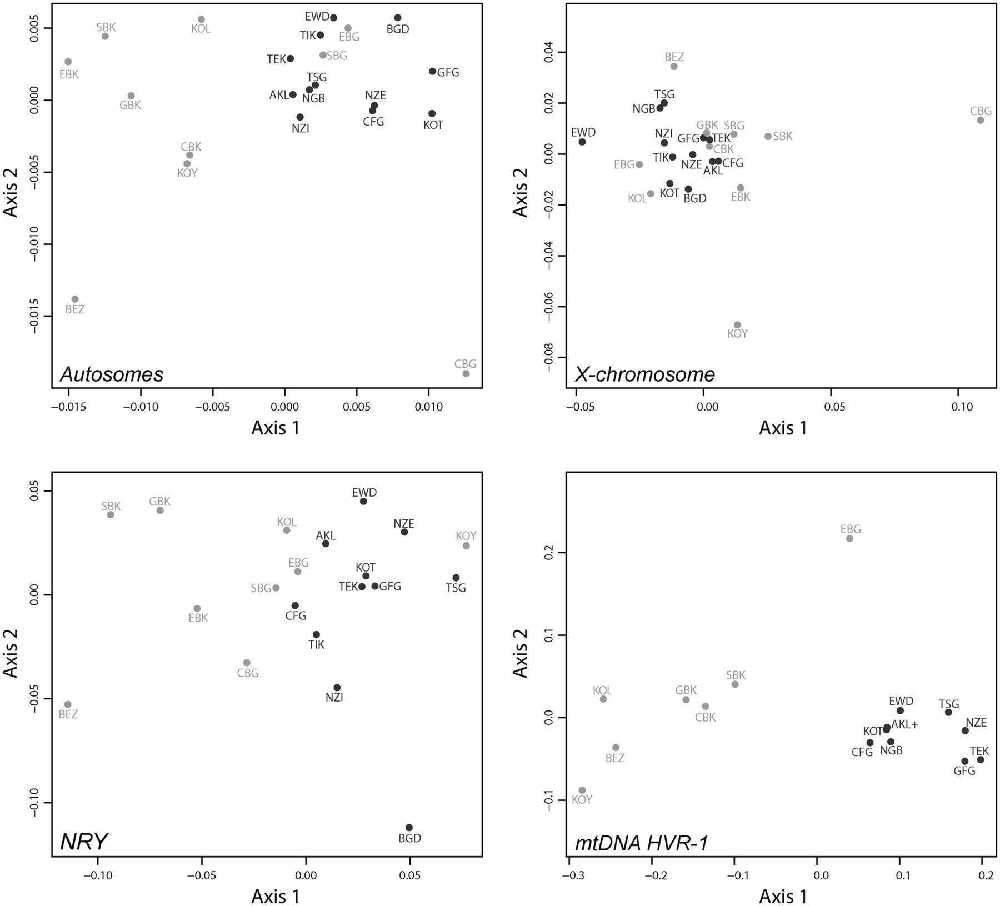 Axis 2
0.005
0.000
−0.005
−0.010
−0.015
EWD
BGD
SBK
KOL
TIK
EBG
TEK
SBG
EBK
GFG
TSG
AKL
NGB
NZE
GBK
CFG
KOT
NZI
CBK
KOY
BEZ
CBG
Autosomes
−0.015 −0.010 −0.005 0.000 0.005 0.010
Axis 1
Axis 2
0.04
0.02
0.00
−0.02
−0.04
−0.06
−0.08
BEZ
TSG
NGB
CBG
GBK SBG
EWD NZI
GFG TEK SBK
CBK
TIK
EBG NZE CFG
AKL
KOT
KOL BGD EBK
KOY
X-chromosome
−0.05 0.00 0.05 0.10
Axis 1
Axis 2
0.05
0.00
−0.05
−0.10
EWD
GBK
SBK
KOL NZE
AKL KOY
EBG
KOT
SBG TEK GFG TSG
CFG
EBK
TIK
CBG
NZI
BEZ
BGD
NRY
−0.10 −0.05 0.00 0.05
Axis 1
Axis 2
0.2
0.1
0.0
−0.1
EBG
SBK
KOL GBK
EWD TSG
CBK
AKL+ NZE
KOT
CFG NGB TEK
BEZ
GFG
KOY
mtDNA HVR-1
−0.3 −0.2 −0.1 0.0 0.1 0.2
Axis 1